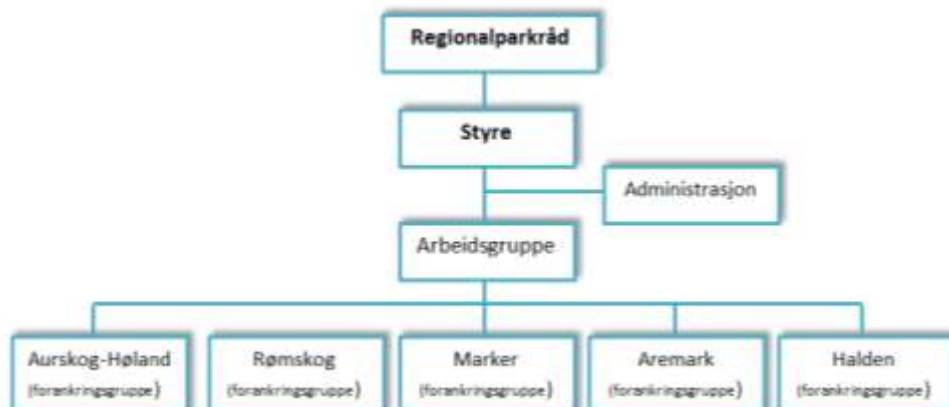 Regionalparkråd
Styre
Administrasjon
Arbeidsgruppe
Aurskog-Høland
(forankringsgruppe)
Rømskog
(forankringsgruppe)
Marker
(forankringsgruppe)
Aremark
(forankringsgruppe)
Halden
(forankringsgruppe)